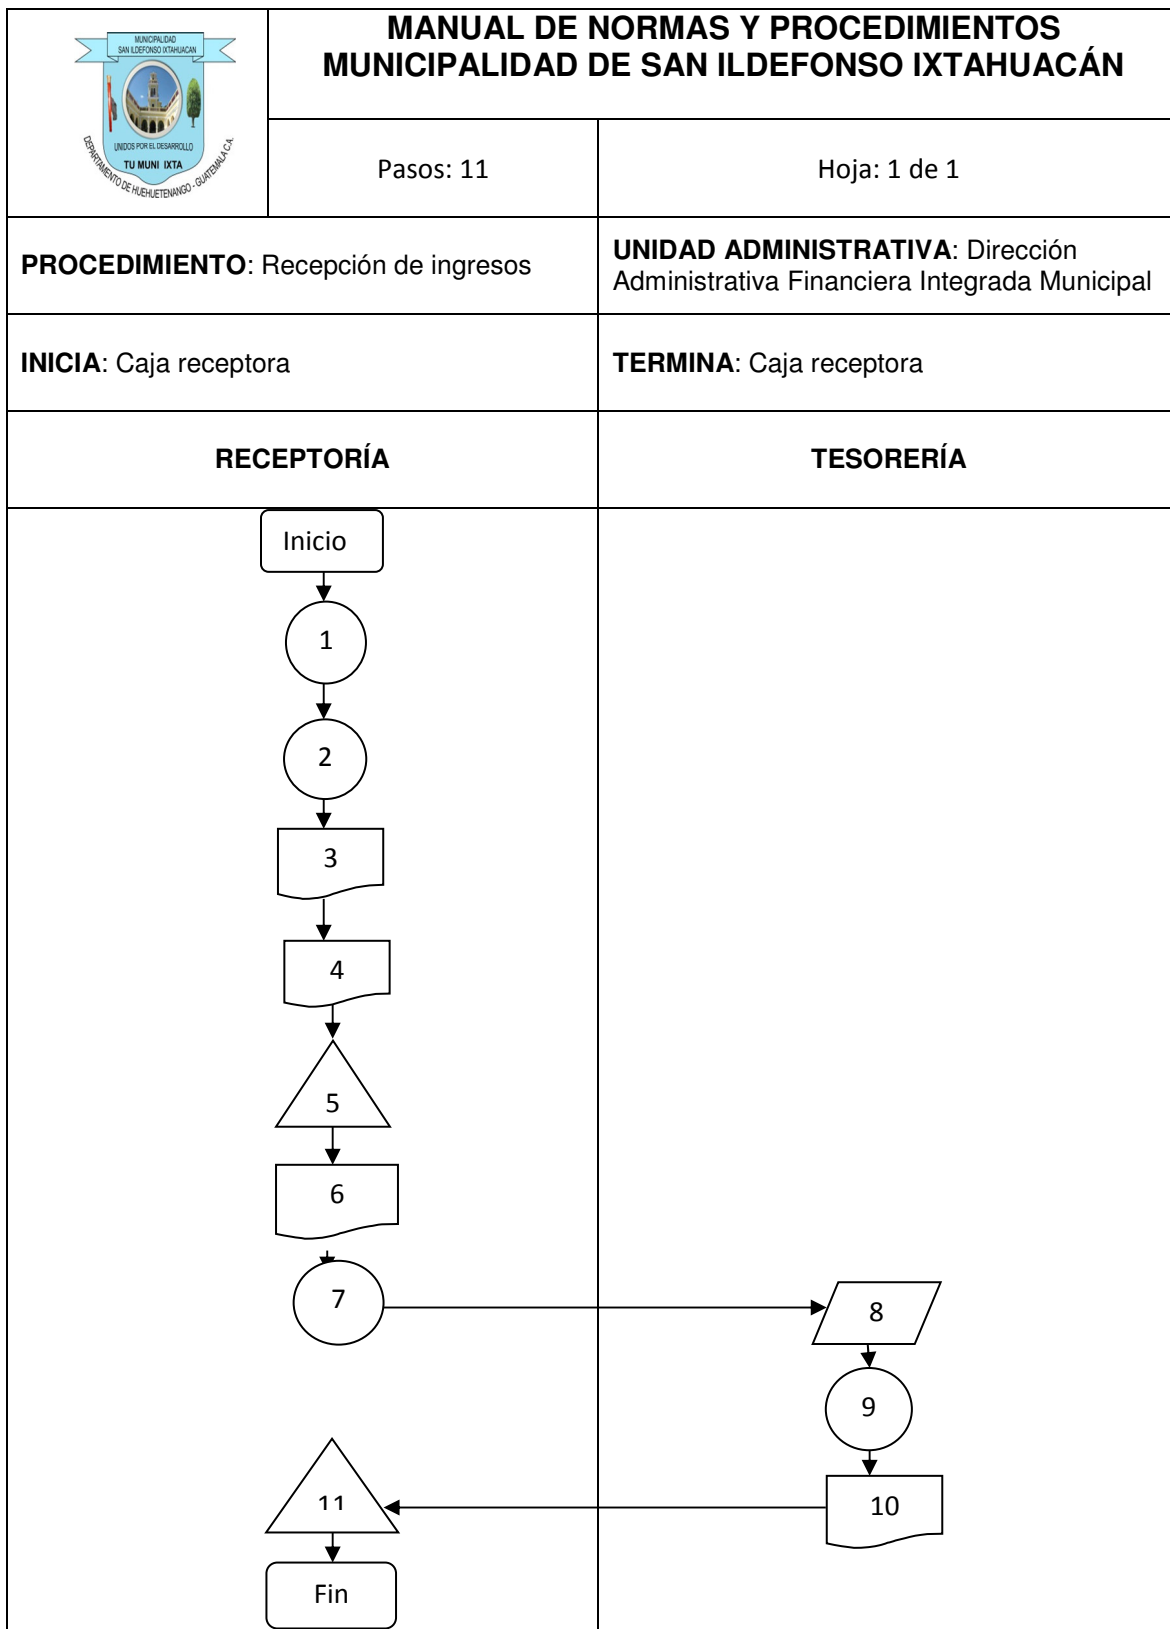 MUNICIPALIDAD
SAN ILDEFONSO IXTAHUACAN
UNIDOS POR EL DESARROLLO
TU MUNI IXTA
DEPARTAMENTO DE HUEHUETENANGO - GUATEMALA C.A.
MANUAL DE NORMAS Y PROCEDIMIENTOS
MUNICIPALIDAD DE SAN ILDEFONSO IXTAHUACÁN
Pasos: 11
Hoja: 1 de 1
PROCEDIMIENTO: Recepción de ingresos
UNIDAD ADMINISTRATIVA: Dirección
Administrativa Financiera Integrada Municipal
INICIA: Caja receptora
TERMINA: Caja receptora
RECEPTORÍA
TESORERÍA
Inicio
1
2
3
4
5
6
7
8
9
10
11
Fin